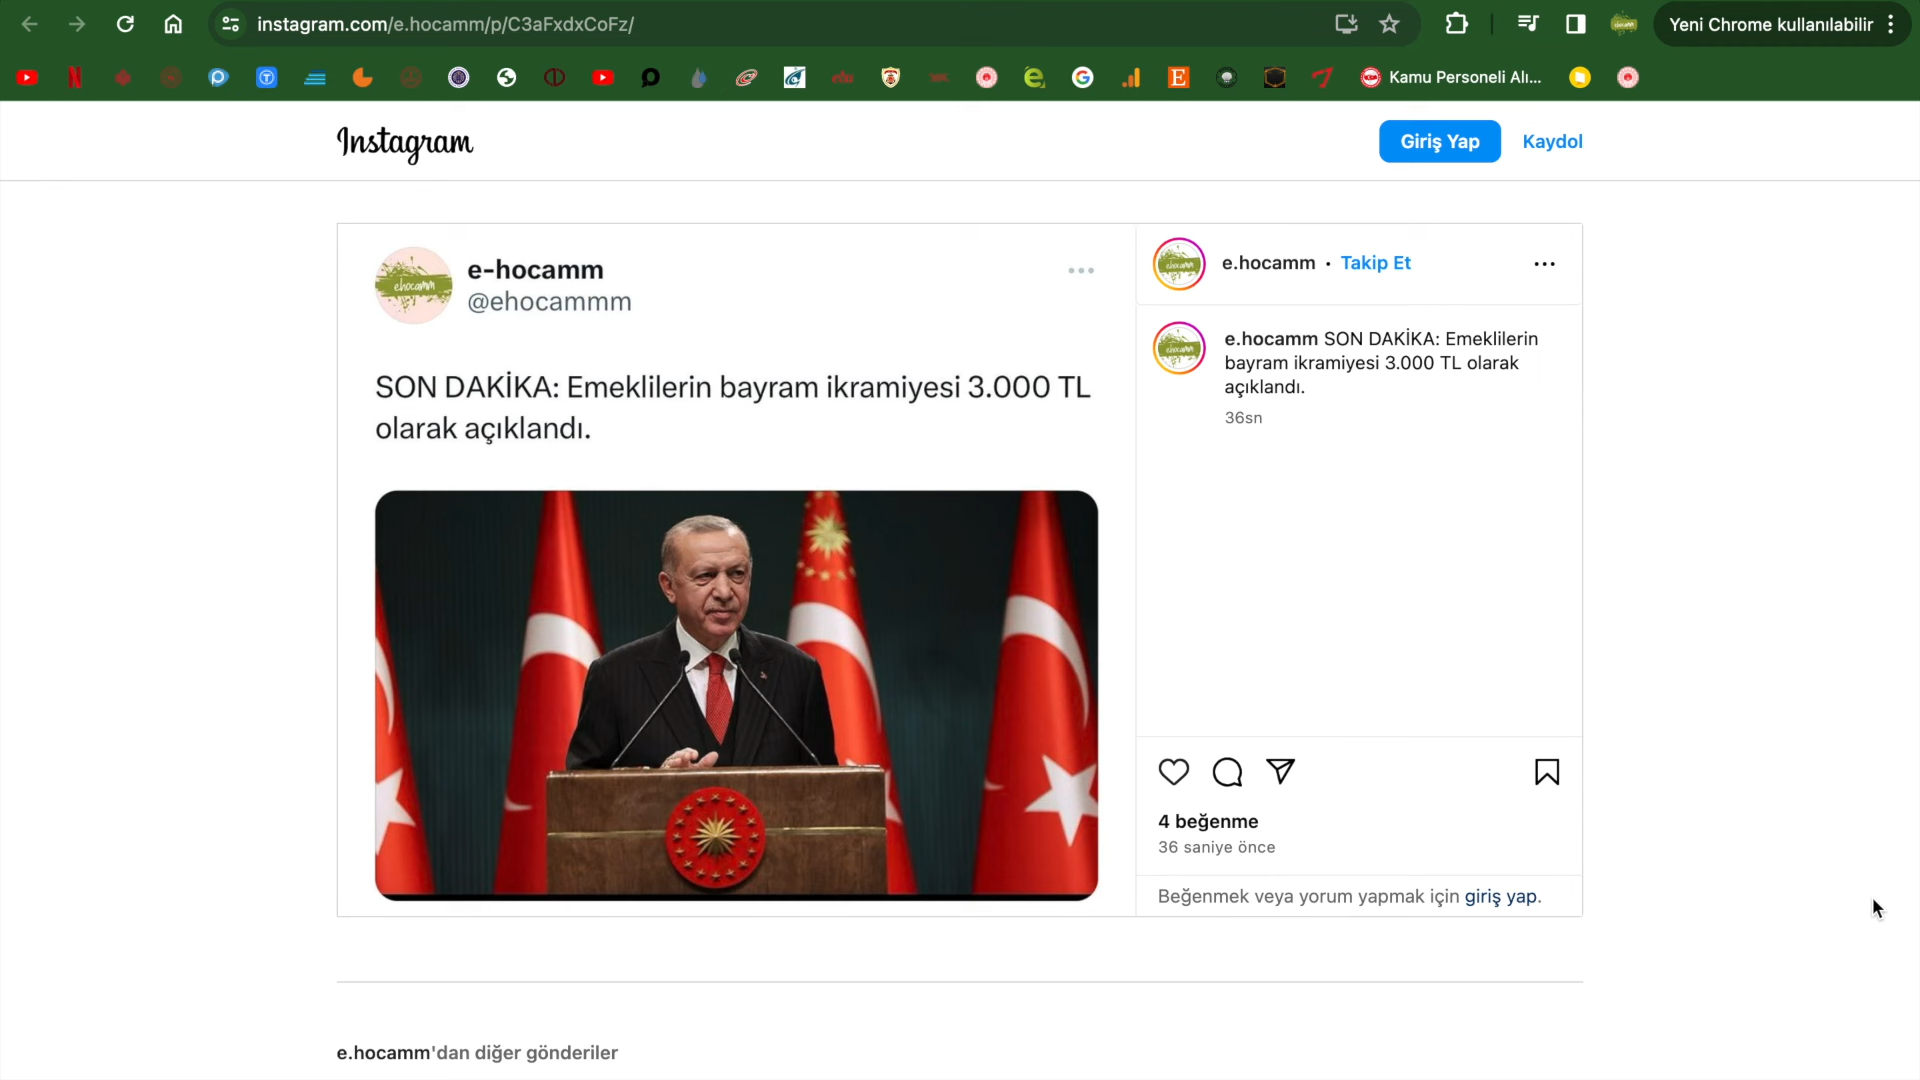 instagram.com/e.hocamm/p/C3aFxdxCoFz/
Yeni Chrome kullanılabilir
Kamu Personeli Alı...
Instagram
Giriş Yap
Kaydol
ehocamm
e-hocamm
@ehocammm
SON DAKİKA: Emeklilerin bayram ikramiyesi 3.000 TL
olarak açıklandı.
e.hocamm • Takip Et
e.hocamm SON DAKİKA: Emeklilerin
bayram ikramiyesi 3.000 TL olarak
açıklandı.
36sn
4 beğenme
36 saniye önce
Beğenmek veya yorum yapmak için giriş yap.
e.hocamm'dan diğer gönderiler